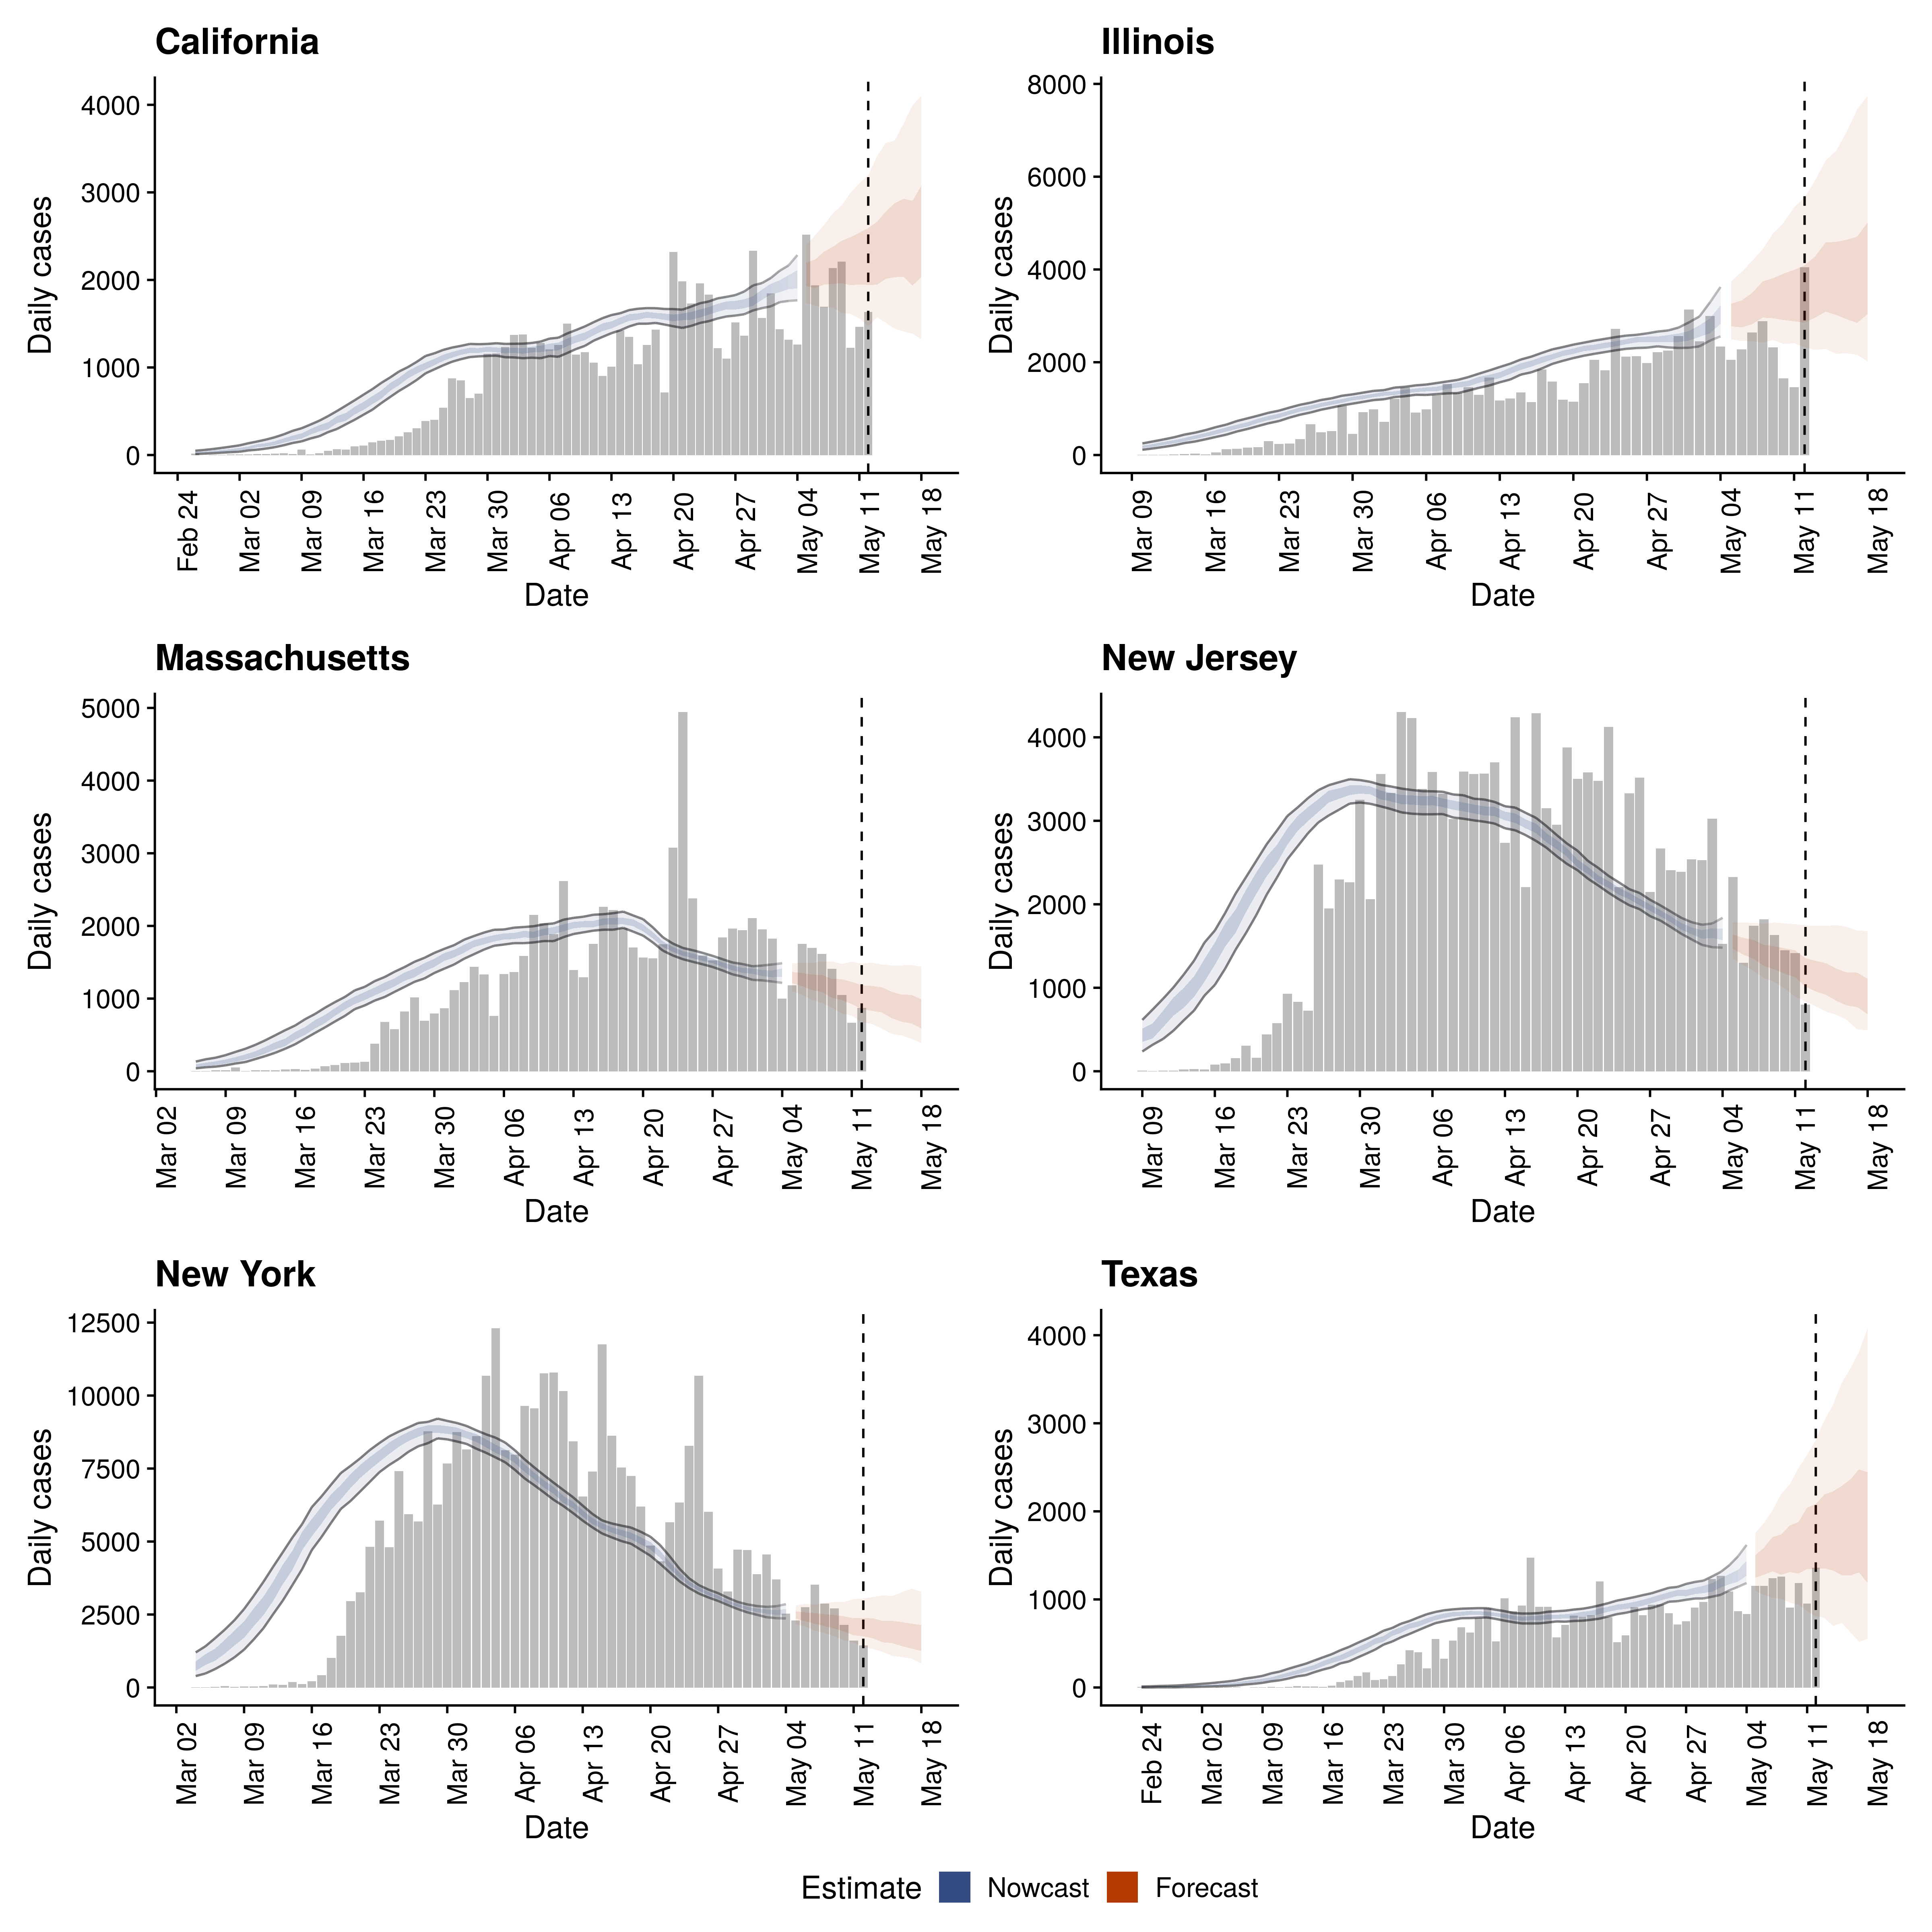 California
Daily cases
4000
3000
2000
1000
0
Feb 24
Mar 02
Mar 09
Mar 16
Mar 23
Mar 30
Apr 06
Apr 13
Apr 20
Apr 27
May 04
May 11
May 18
Date
Illinois
Daily cases
8000
6000
4000
2000
0
Mar 09
Mar 16
Mar 23
Mar 30
Apr 06
Apr 13
Apr 20
Apr 27
May 04
May 11
May 18
Date
Massachusetts
Daily cases
5000
4000
3000
2000
1000
0
Mar 02
Mar 09
Mar 16
Mar 23
Mar 30
Apr 06
Apr 13
Apr 20
Apr 27
May 04
May 11
May 18
Date
New Jersey
Daily cases
4000
3000
2000
1000
0
Mar 09
Mar 16
Mar 23
Mar 30
Apr 06
Apr 13
Apr 20
Apr 27
May 04
May 11
May 18
Date
New York
Daily cases
12500
10000
7500
5000
2500
0
Mar 02
Mar 09
Mar 16
Mar 23
Mar 30
Apr 06
Apr 13
Apr 20
Apr 27
May 04
May 11
May 18
Date
Texas
Daily cases
4000
3000
2000
1000
0
Feb 24
Mar 02
Mar 09
Mar 16
Mar 23
Mar 30
Apr 06
Apr 13
Apr 20
Apr 27
May 04
May 11
May 18
Date
Estimate Nowcast Forecast